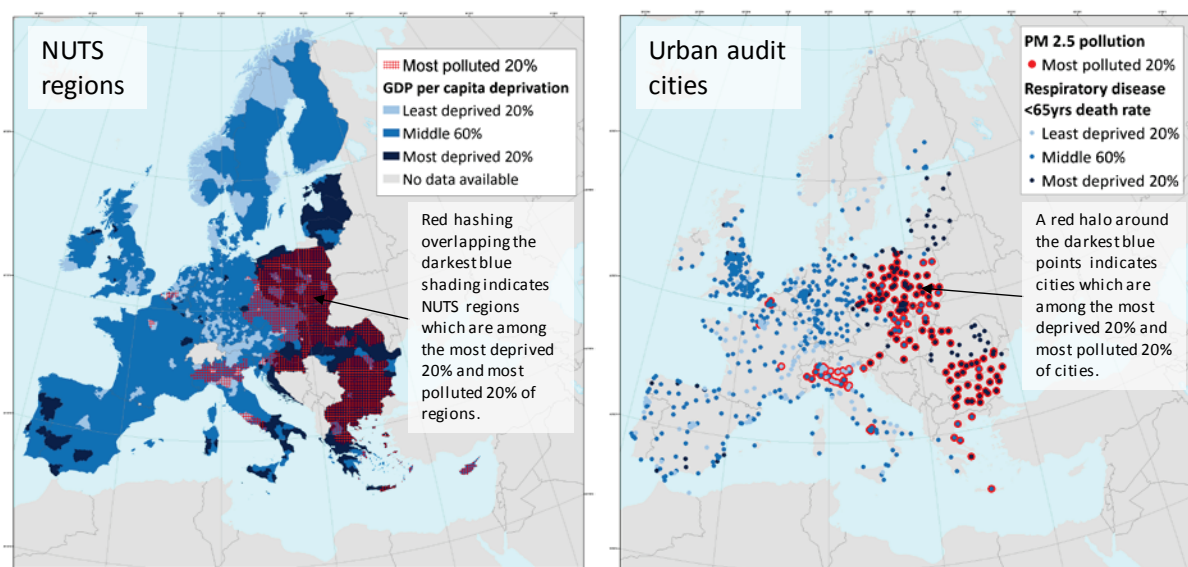 NUTS
regions
Most polluted 20%
GDP per capita deprivation
Least deprived 20%
Middle 60%
Most deprived 20%
No data available
Red hashing
overlapping the
darkest blue
shading indicates
NUTS regions
which are among
the most deprived
20% and most
polluted 20% of
regions.
Urban audit
cities
PM 2.5 pollution
Most polluted 20%
Respiratory disease
<65yrs death rate
Least deprived 20%
Middle 60%
Most deprived 20%
A red halo around
the darkest blue
points indicates
cities which are
among the most
deprived 20% and
most polluted 20%
of cities.